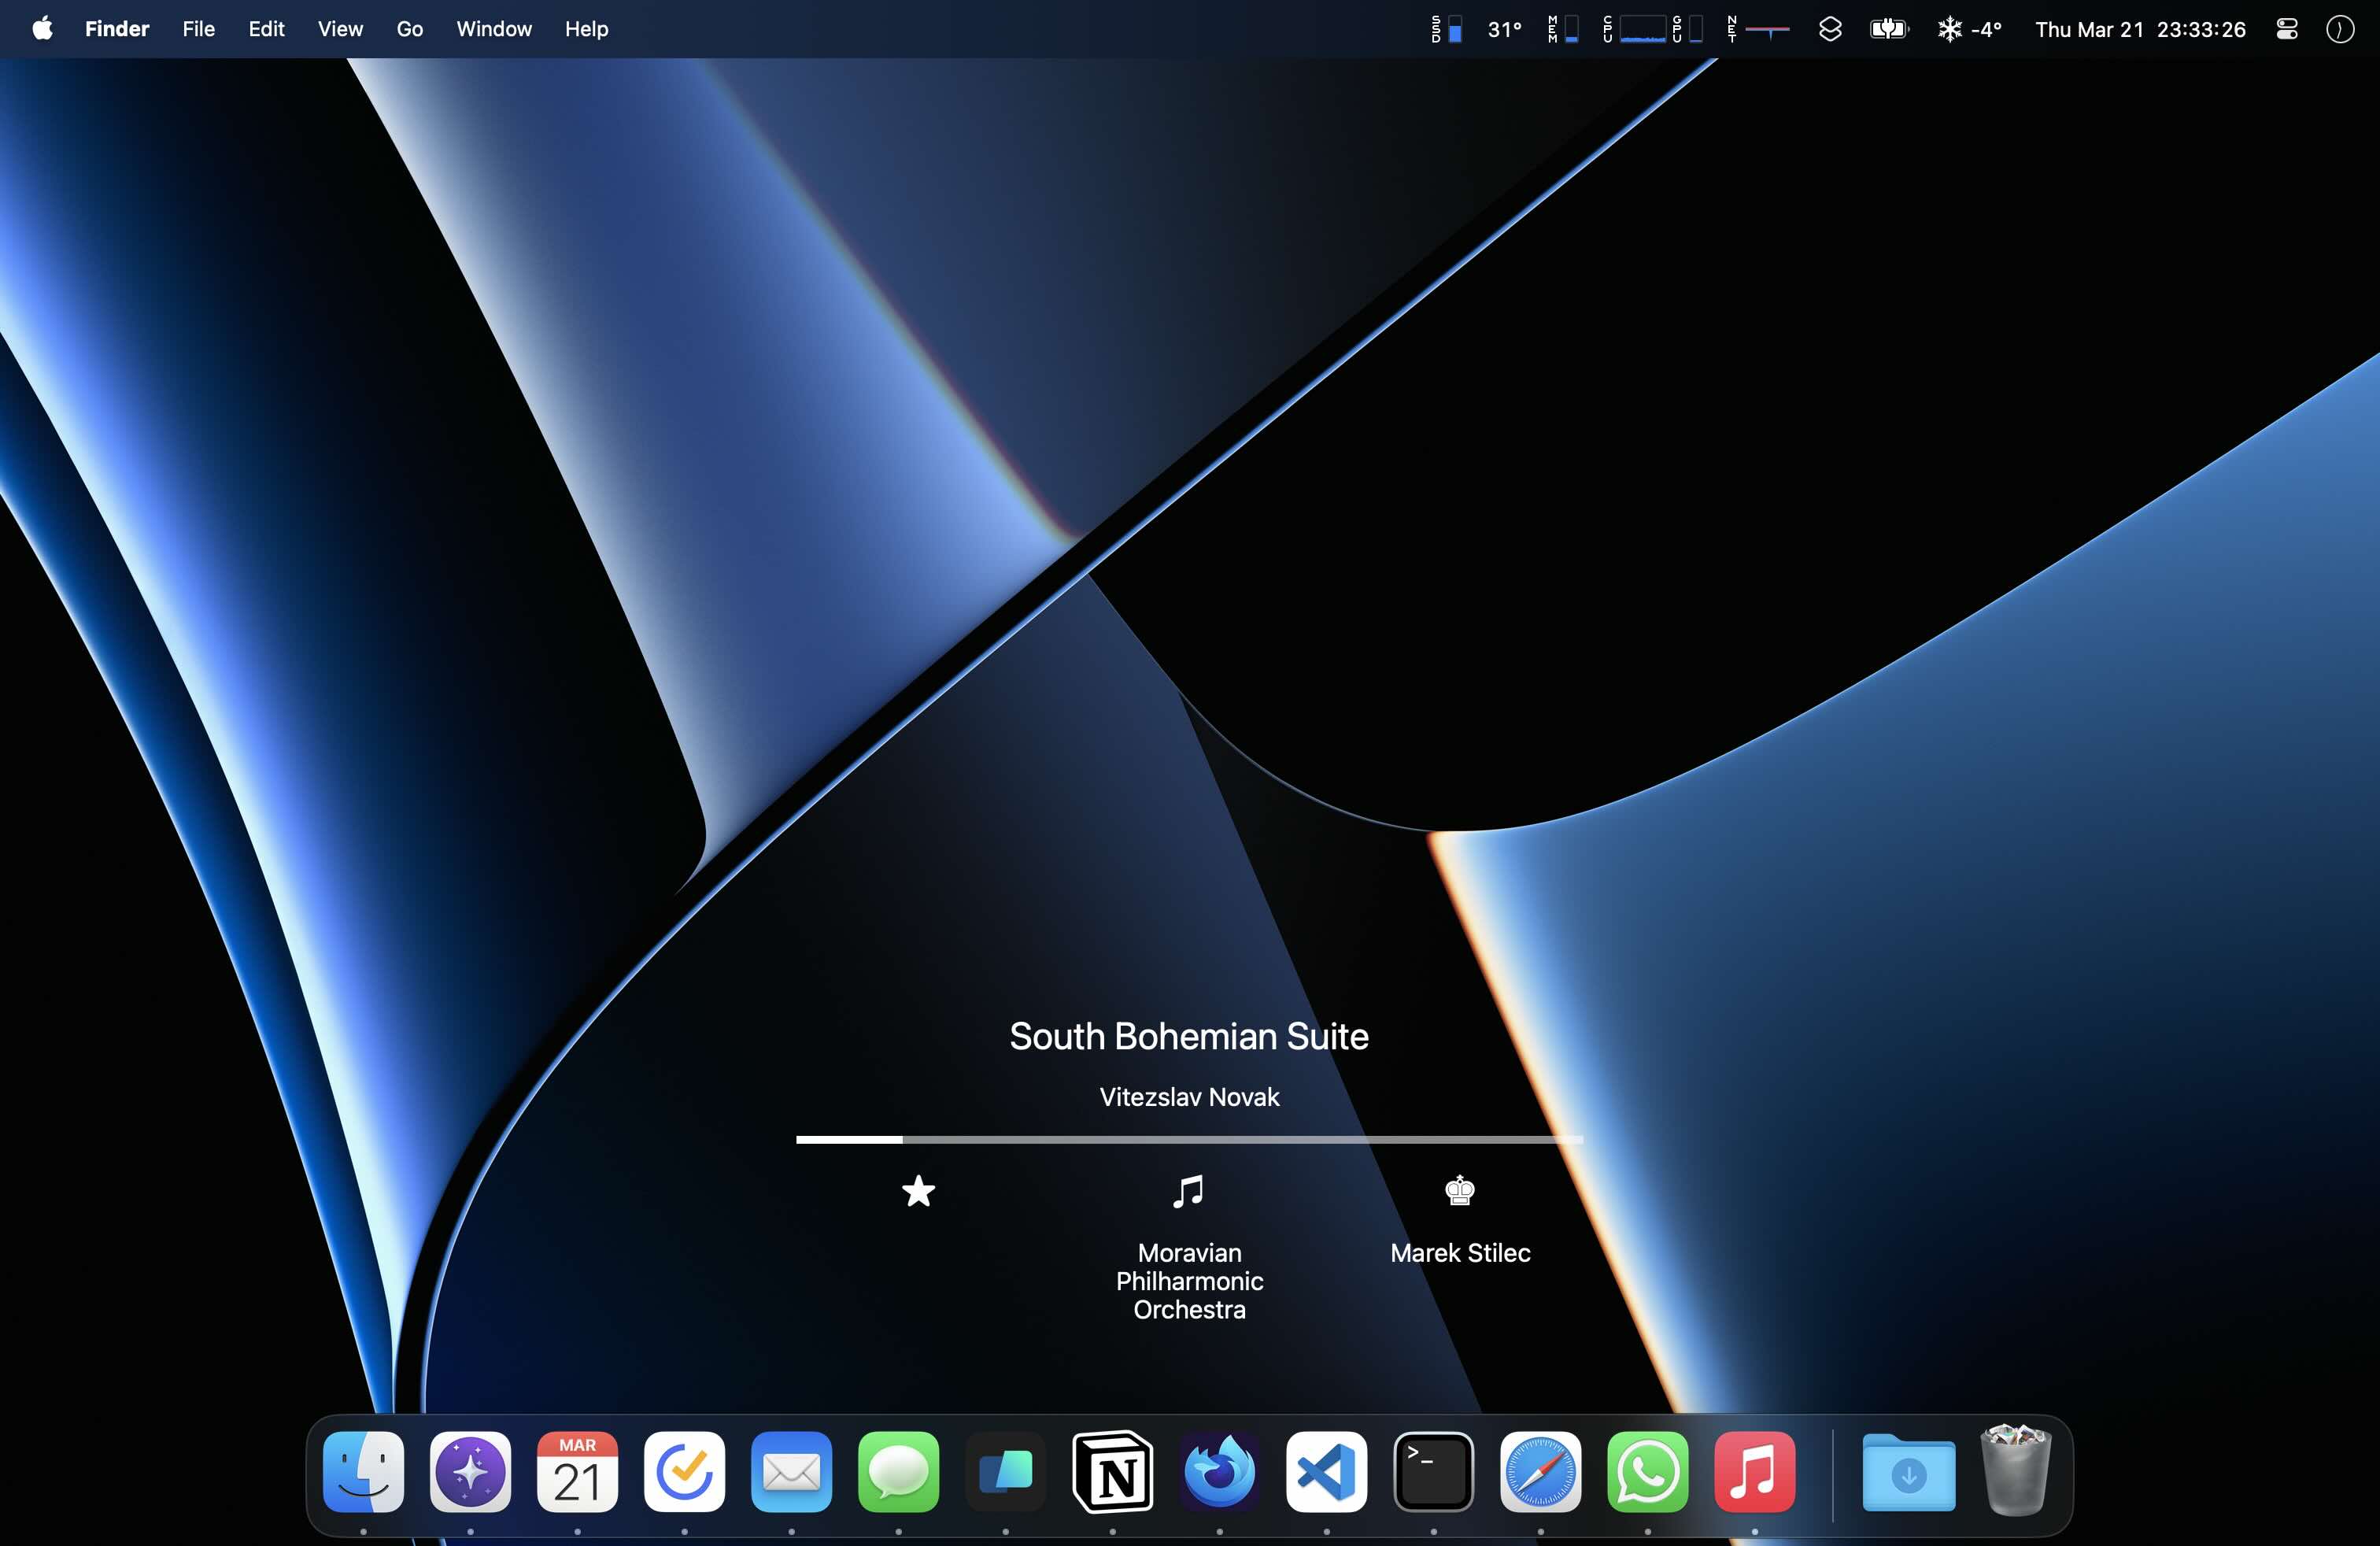 Finder File Edit View Go Window Help
SSD 31° MEM CPU GPU NET -4° Thu Mar 21 23:33:26
South Bohemian Suite
Vitezslav Novak
Moravian
Philharmonic
Orchestra
Marek Stilec
MAR
21
N
>_